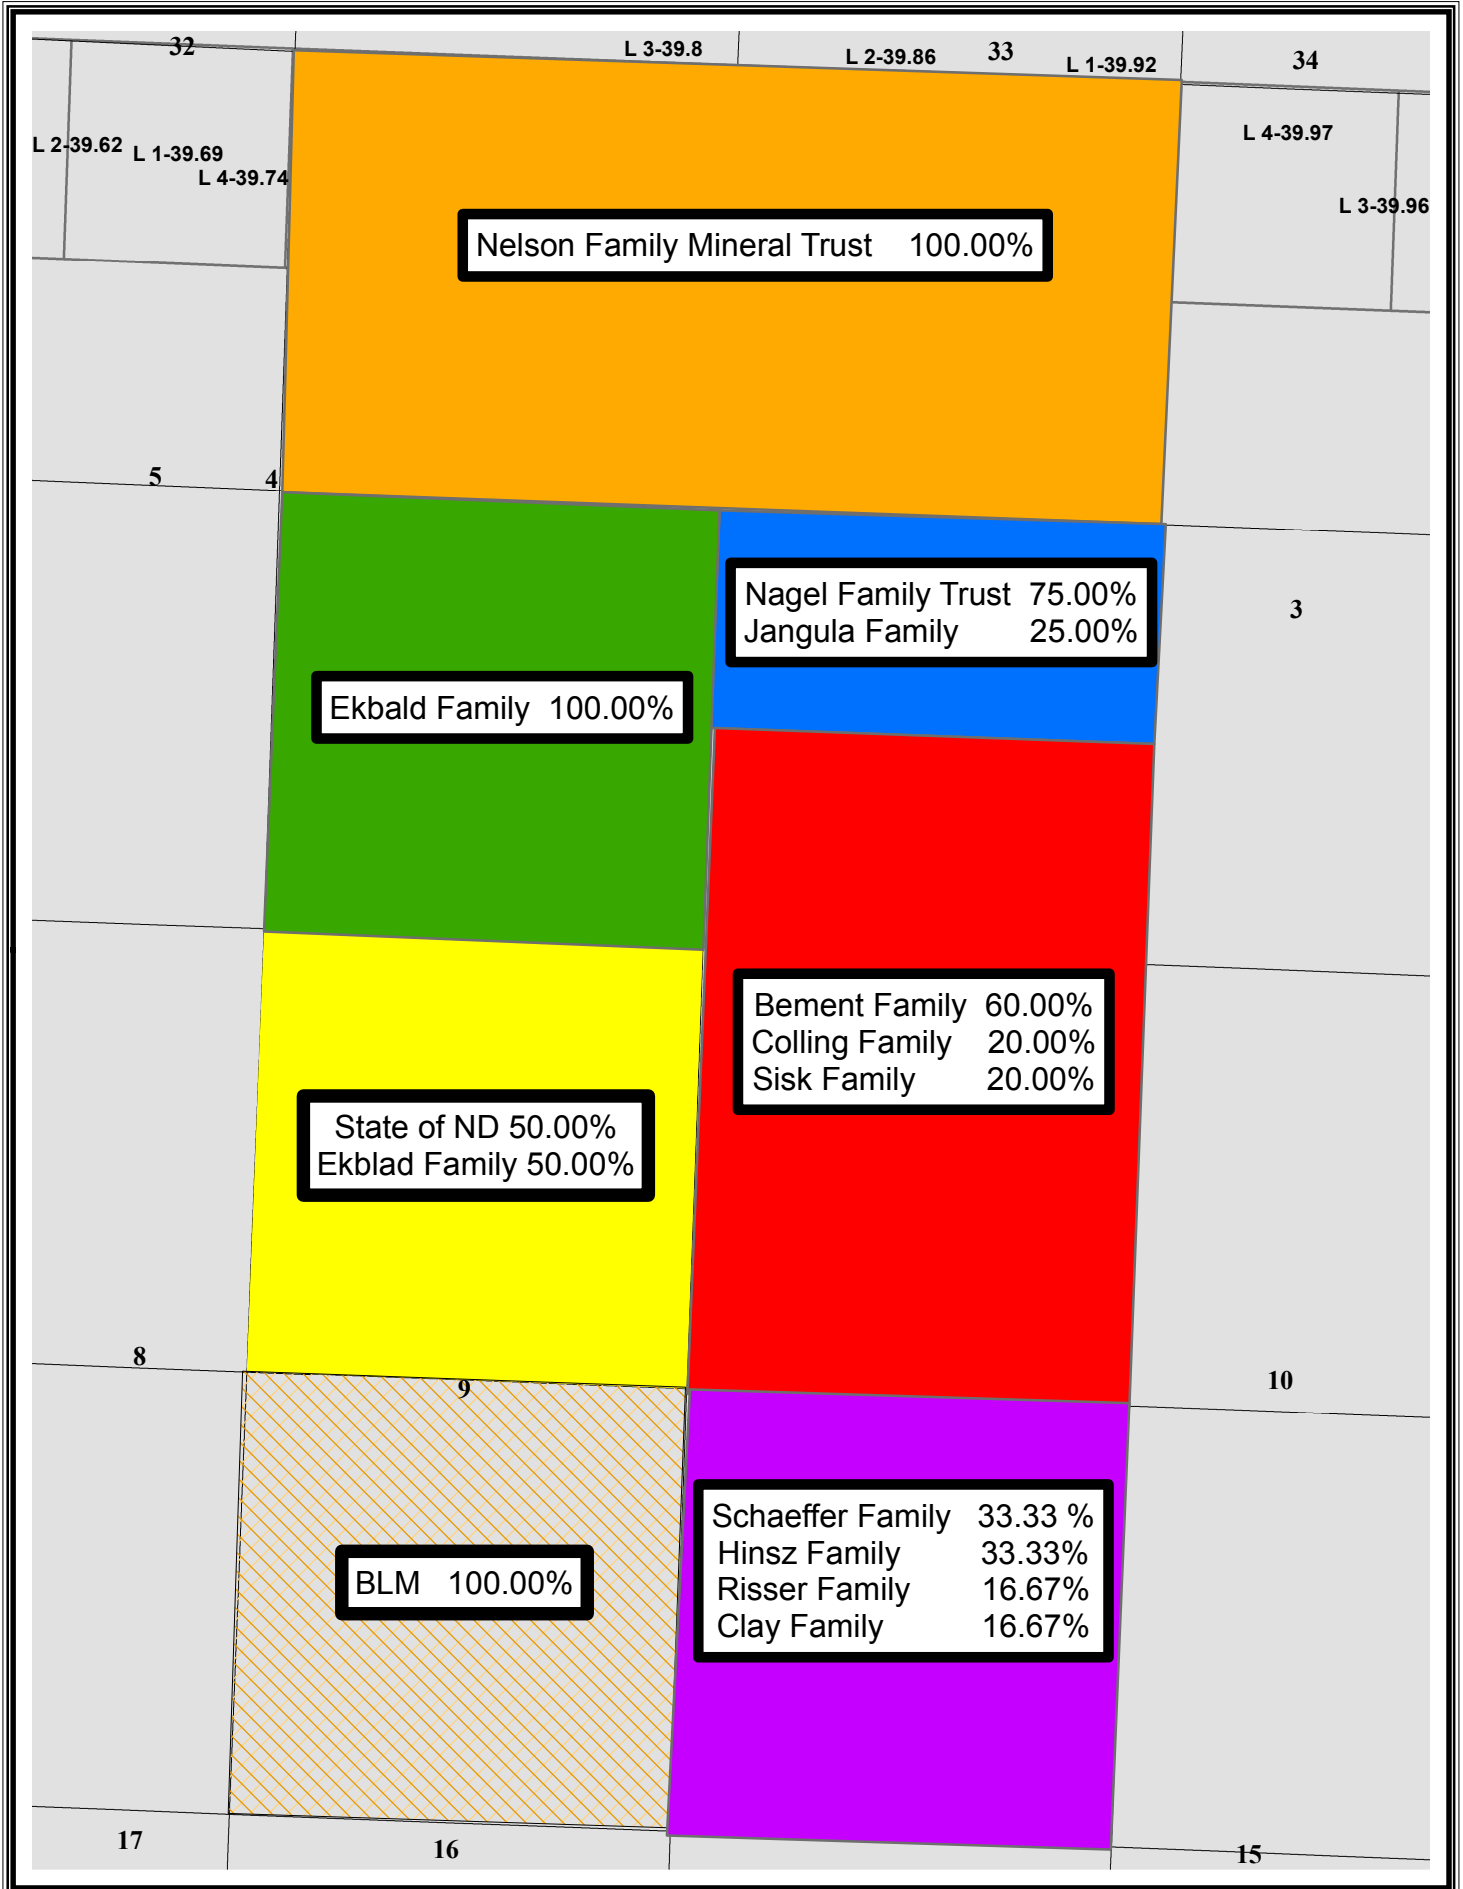 32
L 3-39.8
L 2-39.86
33
L 1-39.92
34
L 2-39.62
L 1-39.69
L 4-39.74
L 4-39.97
L 3-39.96
Nelson Family Mineral Trust 100.00%
5
4
Nagel Family Trust 75.00%
Jangula Family 25.00%
3
Ekbald Family 100.00%
Bement Family 60.00%
Colling Family 20.00%
Sisk Family 20.00%
State of ND 50.00%
Ekblad Family 50.00%
8
9
10
Schaeffer Family 33.33 %
Hinsz Family 33.33%
Risser Family 16.67%
Clay Family 16.67%
BLM 100.00%
17
16
15